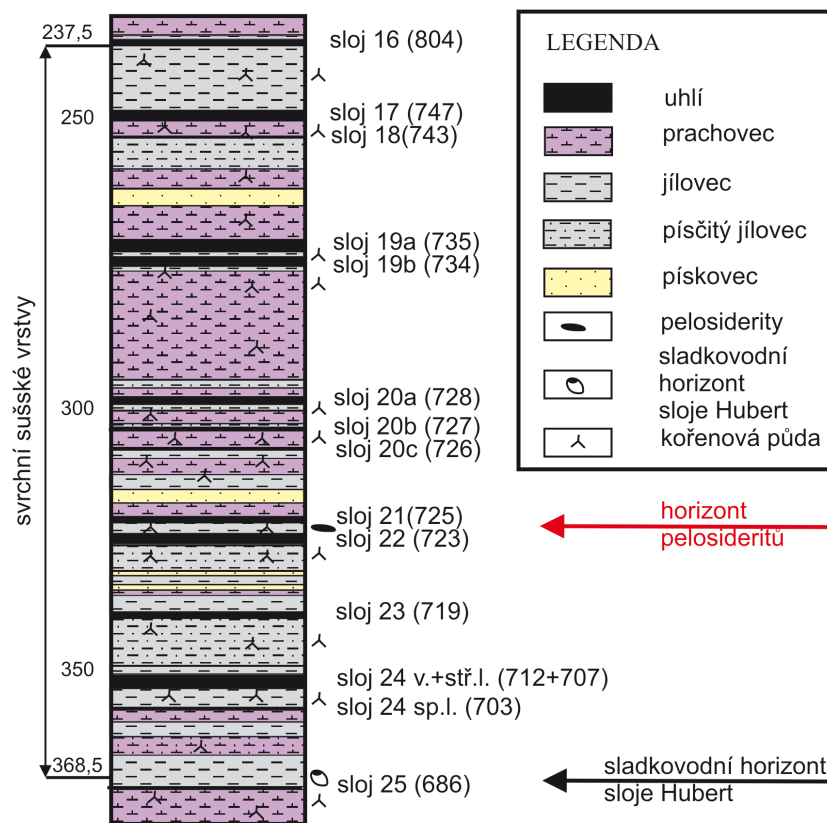 237,5
250
300
350
368,5
svrchní sušské vrstvy
sloj 16 (804)
sloj 17 (747)
sloj 18(743)
sloj 19a (735)
sloj 19b (734)
sloj 20a (728)
sloj 20b (727)
sloj 20c (726)
sloj 21(725)
sloj 22 (723)
sloj 23 (719)
sloj 24 v.+stř.l. (712+707)
sloj 24 sp.l. (703)
sloj 25 (686)
LEGENDA
uhlí
prachovec
jílovec
písčitý jílovec
pískovec
pelosiderity
sladkovodní
horizont
sloje Hubert
kořenová půda
horizont
pelosideritů
sladkovodní horizont
sloje Hubert